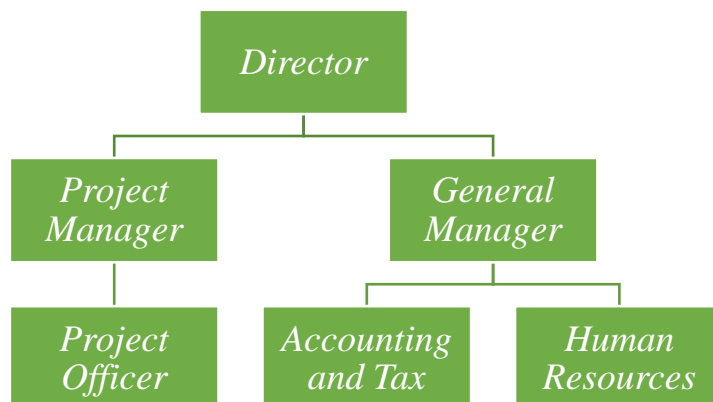 Director
Project
Manager
General
Manager
Project
Officer
Accounting
and Tax
Human
Resources